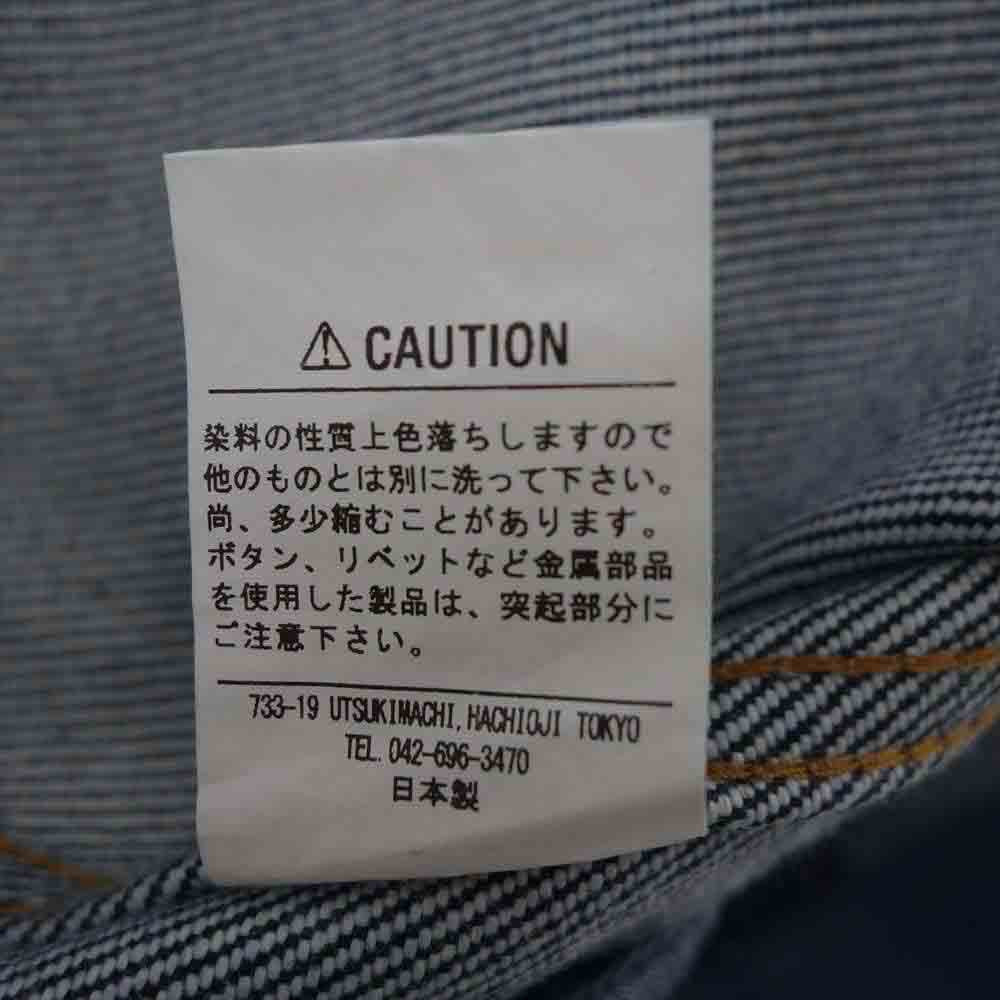 ⚠ CAUTION
染料の性質上色落ちしますので
他のものとは別に洗って下さい。
尚、多少縮むことがあります。
ボタン、リベットなど金属部品
を使用した製品は、突起部分に
ご注意下さい。
733-19 UTSUKIMACHI, HACHIOJI TOKYO
TEL. 042-696-3470
日本製